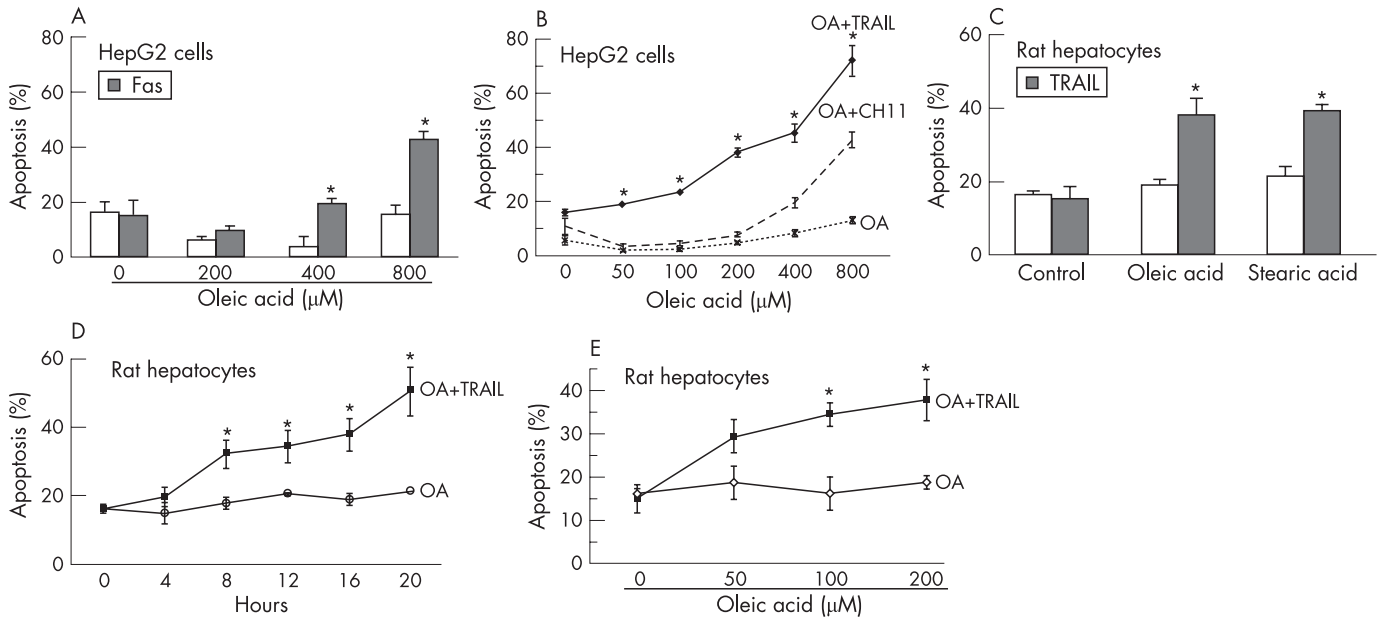 A
HepG2 cells
Fas
Apoptosis (%)
80
60
40
20
0
*
*
0 200 400 800
Oleic acid (μM)
B
HepG2 cells
Apoptosis (%)
80
60
40
20
0
OA+TRAIL
*
*
*
*
*
OA+CH11
OA
0 50 100 200 400 800
Oleic acid (μM)
C
Rat hepatocytes
TRAIL
Apoptosis (%)
60
40
20
0
*
*
Control Oleic acid Stearic acid
D
Rat hepatocytes
Apoptosis (%)
60
40
20
0
*
*
*
*
OA+TRAIL
OA
0 4 8 12 16 20
Hours
E
Rat hepatocytes
Apoptosis (%)
40
30
20
10
0
*
*
OA+TRAIL
OA
0 50 100 200
Oleic acid (μM)